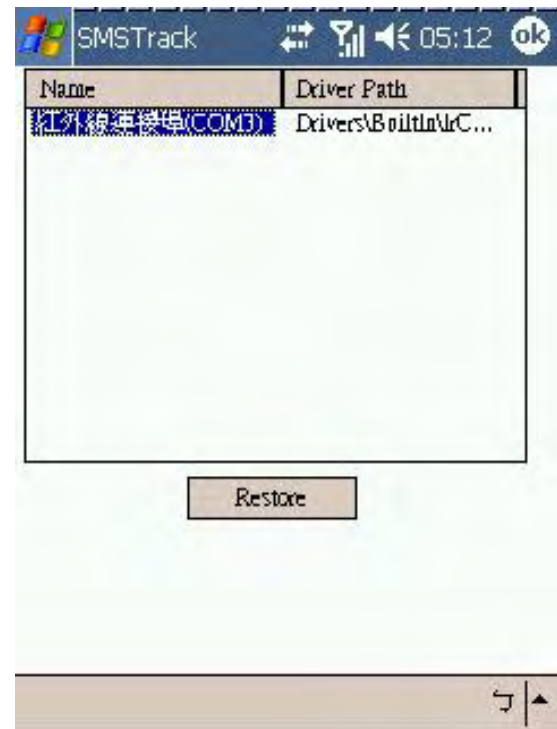 SMSTrack 05:12 ok
Name Driver Path
紅外線連接埠(COM3) Drivers\BuiltIn\IrC...
Restore
ㄅ